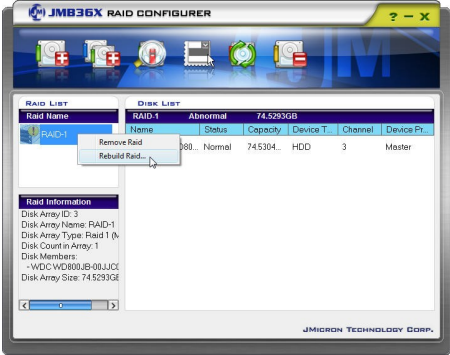 JMB36X RAID CONFIGURER
? – X
RAID LIST
DISK LIST
Raid Name
RAID-1 Abnormal 74.5293GB
Name Status Capacity Device T... Channel Device Pr...
RAID-1
080... Normal 74.5304... HDD 3 Master
Remove Raid
Rebuild Raid...
Raid Information
Disk Array ID: 3
Disk Array Name: RAID-1
Disk Array Type: Raid 1 (M
Disk Count in Array: 1
Disk Members:
- WDC WD800JB-00JJC0
Disk Array Size: 74.5293GB
JMICRON TECHNOLOGY CORP.